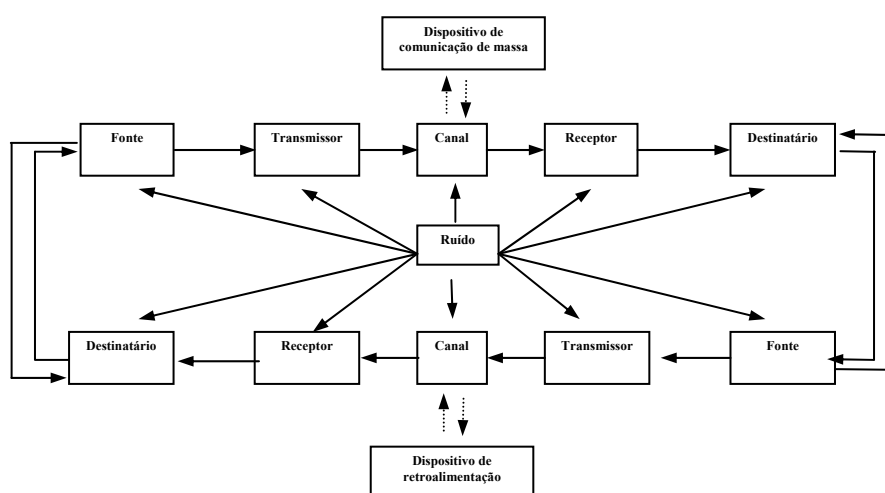 Dispositivo de
comunicação de massa
Fonte
Transmissor
Canal
Receptor
Destinatário
Ruído
Destinatário
Receptor
Canal
Transmissor
Fonte
Dispositivo de
retroalimentação